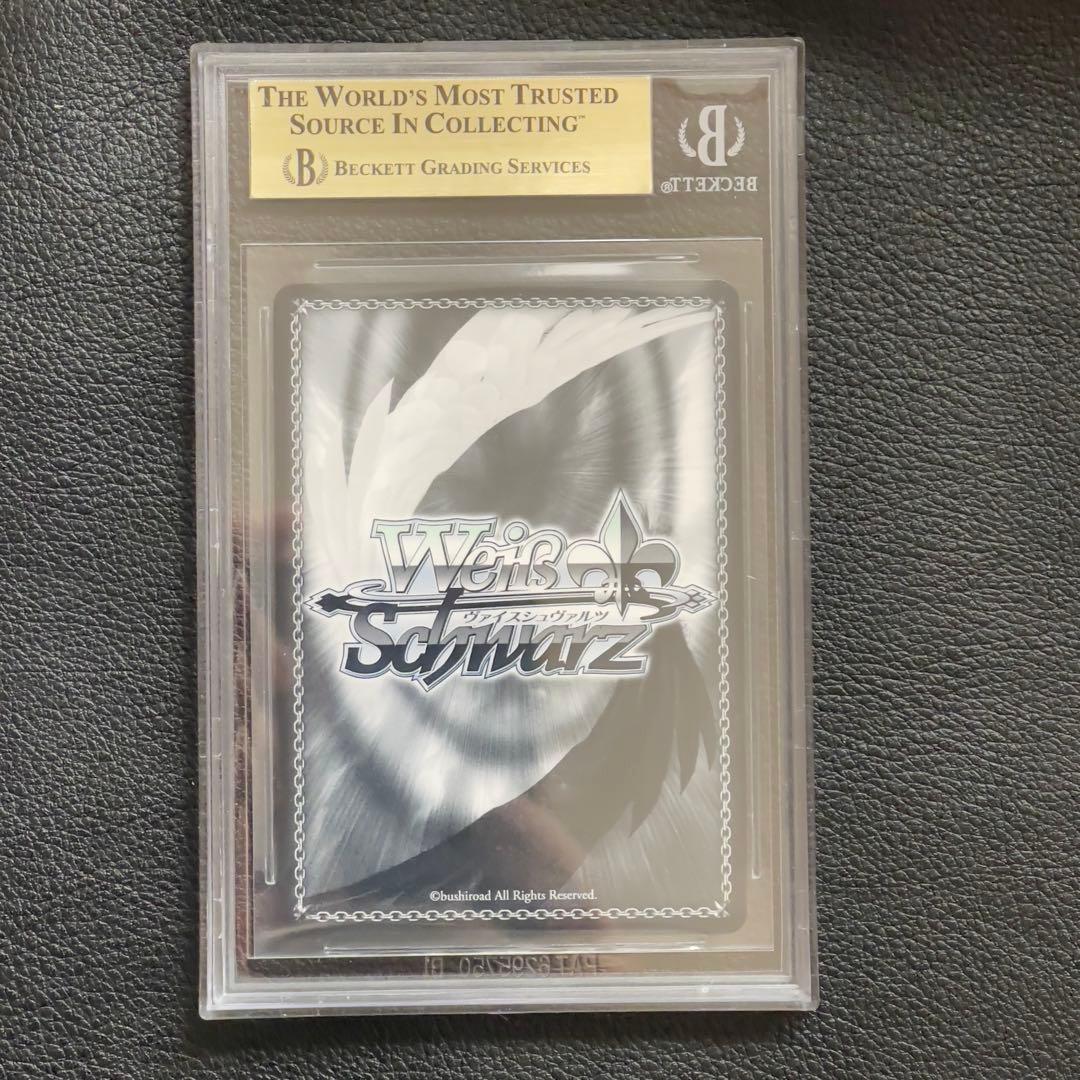 THE WORLD'S MOST TRUSTED
SOURCE IN COLLECTING™
B BECKETT GRADING SERVICES
B
BECKETT®
Weiß
ヴァイスシュヴァルツ
Schwarz
©bushiroad All Rights Reserved.